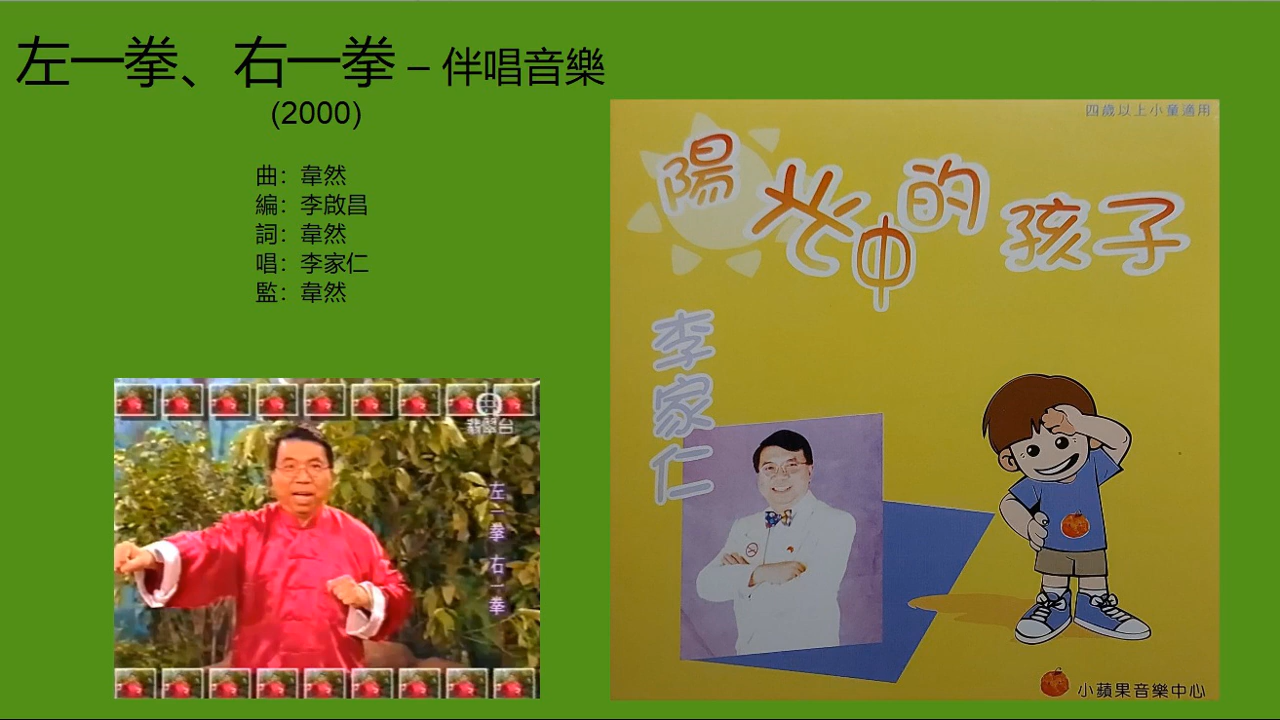 左一拳、右一拳 – 伴唱音樂
(2000)
曲：韋然
編：李啟昌
詞：韋然
唱：李家仁
監：韋然
翡翠台
左一拳 右一拳
四歲以上小童適用
陽光中的孩子
李家仁
小蘋果音樂中心